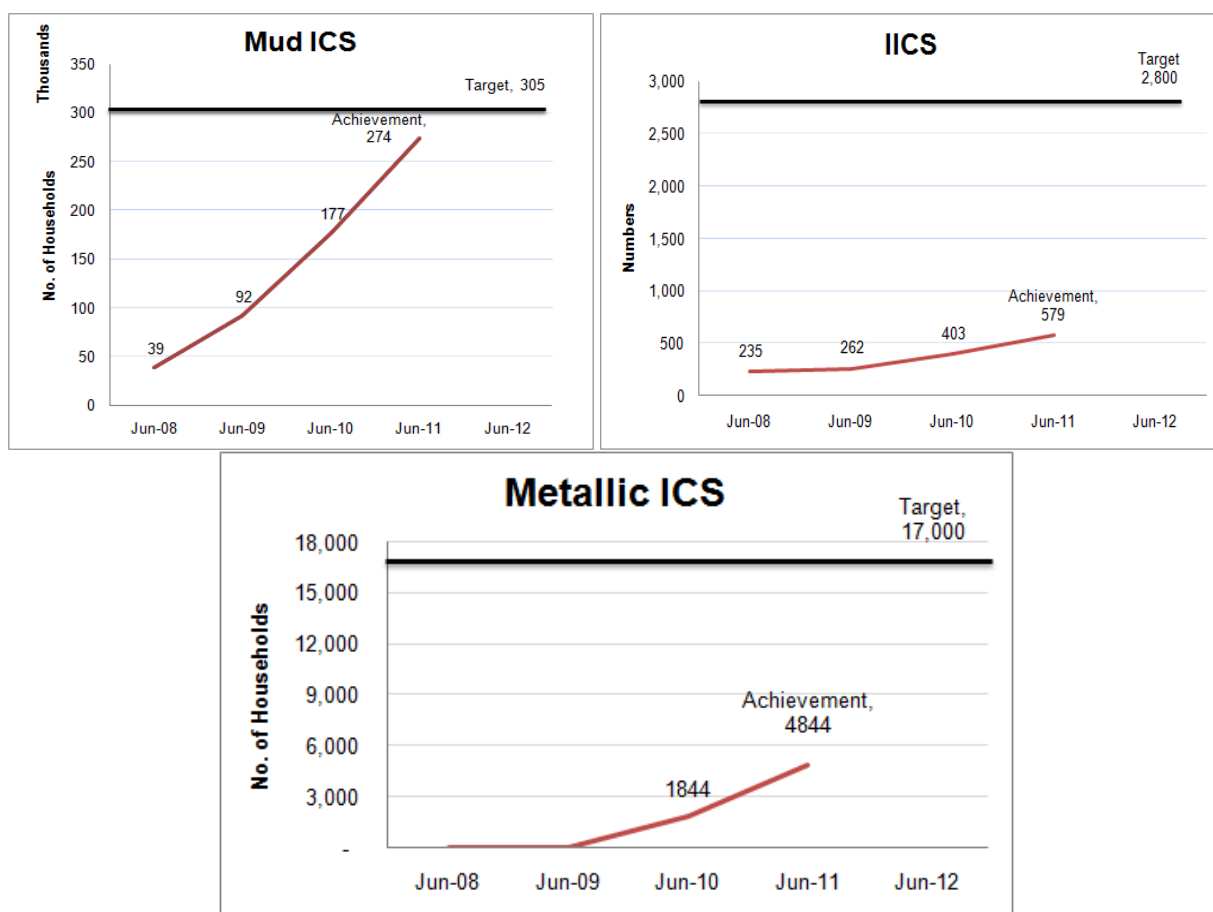 Mud ICS
Thousands
No. of Households
350
300
250
200
150
100
50
0
Target, 305
Achievement,
274
177
92
39
Jun-08 Jun-09 Jun-10 Jun-11 Jun-12
IICS
Numbers
3,000
2,500
2,000
1,500
1,000
500
0
Target
2,800
Achievement,
579
403
262
235
Jun-08 Jun-09 Jun-10 Jun-11 Jun-12
Metallic ICS
No. of Households
18,000
15,000
12,000
9,000
6,000
3,000
-
Target,
17,000
Achievement,
4844
1844
Jun-08 Jun-09 Jun-10 Jun-11 Jun-12